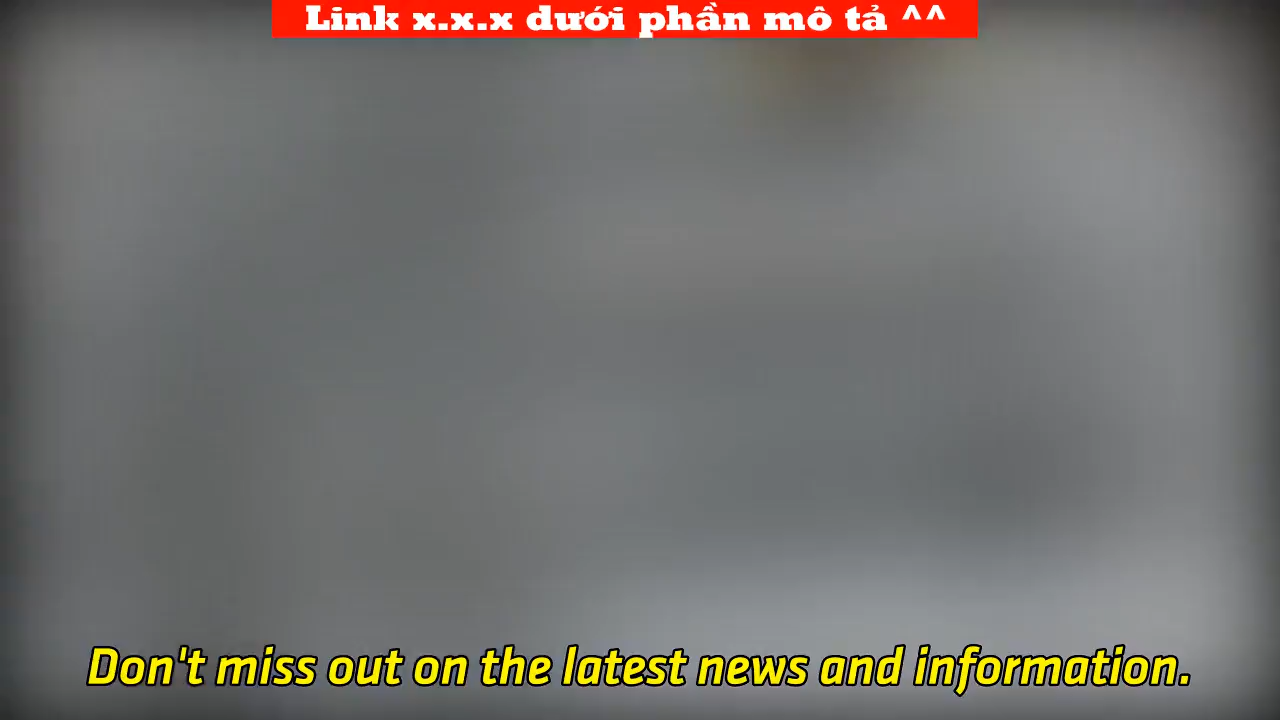 Link x.x.x dưới phần mô tả ^^
Don't miss out on the latest news and information.